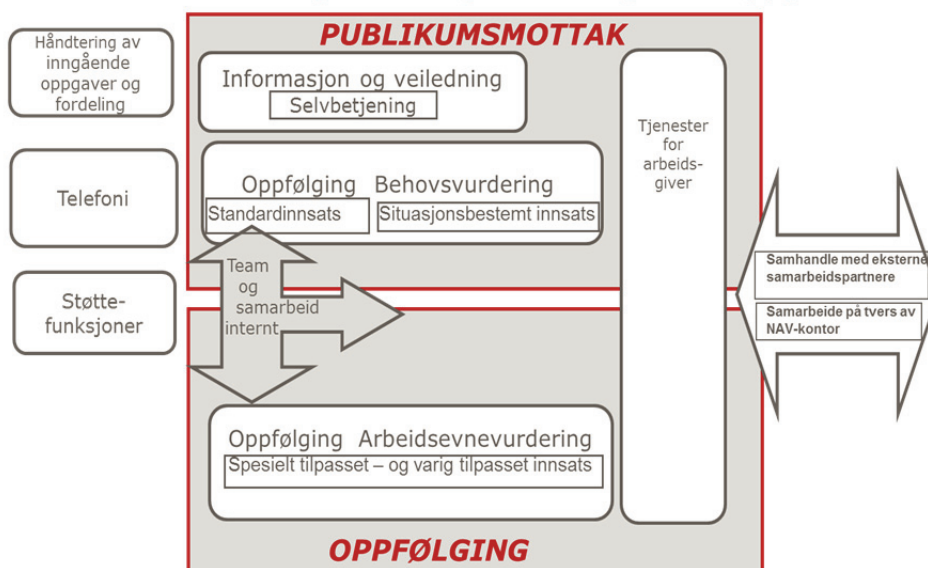 PUBLIKUMSMOTTAK
Håndtering av
inngående
oppgaver og
fordeling
Telefoni
Støtte-
funksjoner
Informasjon og veiledning
Selvbetjening
Oppfølging Behovsvurdering
Standardinnsats
Situasjonsbestemt innsats
Team
og
samarbeid
internt
Tjenester
for
arbeids-
giver
Oppfølging Arbeidsevnevurdering
Spesielt tilpasset – og varig tilpasset innsats
OPPFØLGING
Samhandle med eksterne
samarbeidspartnere
Samarbeide på tvers av
NAV-kontor